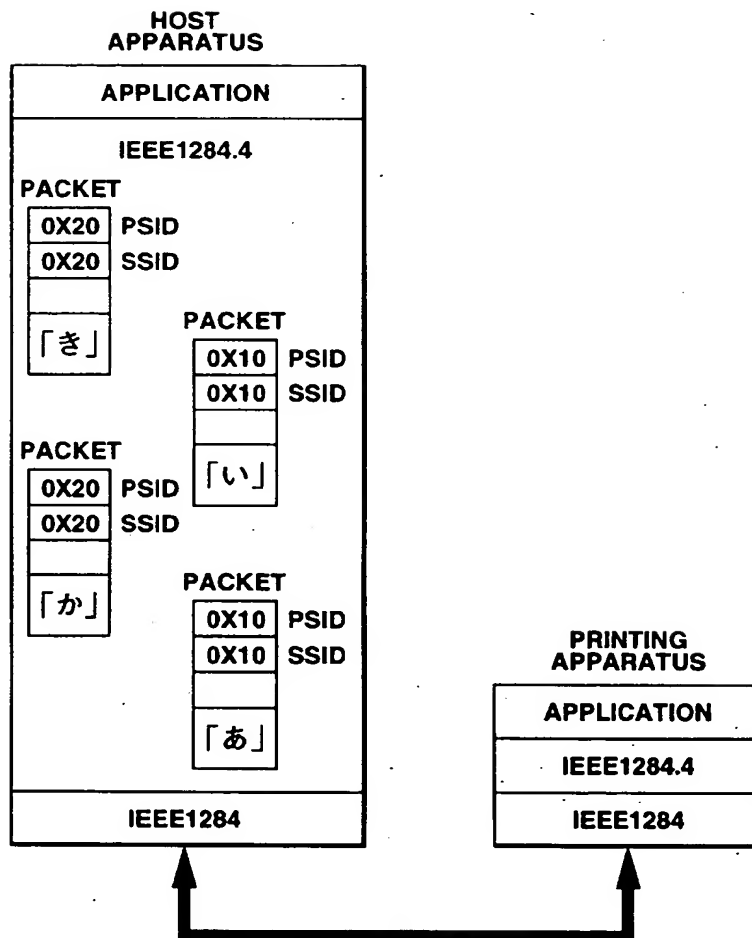 HOST
APPARATUS
APPLICATION
IEEE1284.4
PACKET
0X20 PSID
0X20 SSID
「き」
PACKET
0X10 PSID
0X10 SSID
「い」
PACKET
0X20 PSID
0X20 SSID
「か」
PACKET
0X10 PSID
0X10 SSID
「あ」
IEEE1284
PRINTING
APPARATUS
APPLICATION
IEEE1284.4
IEEE1284